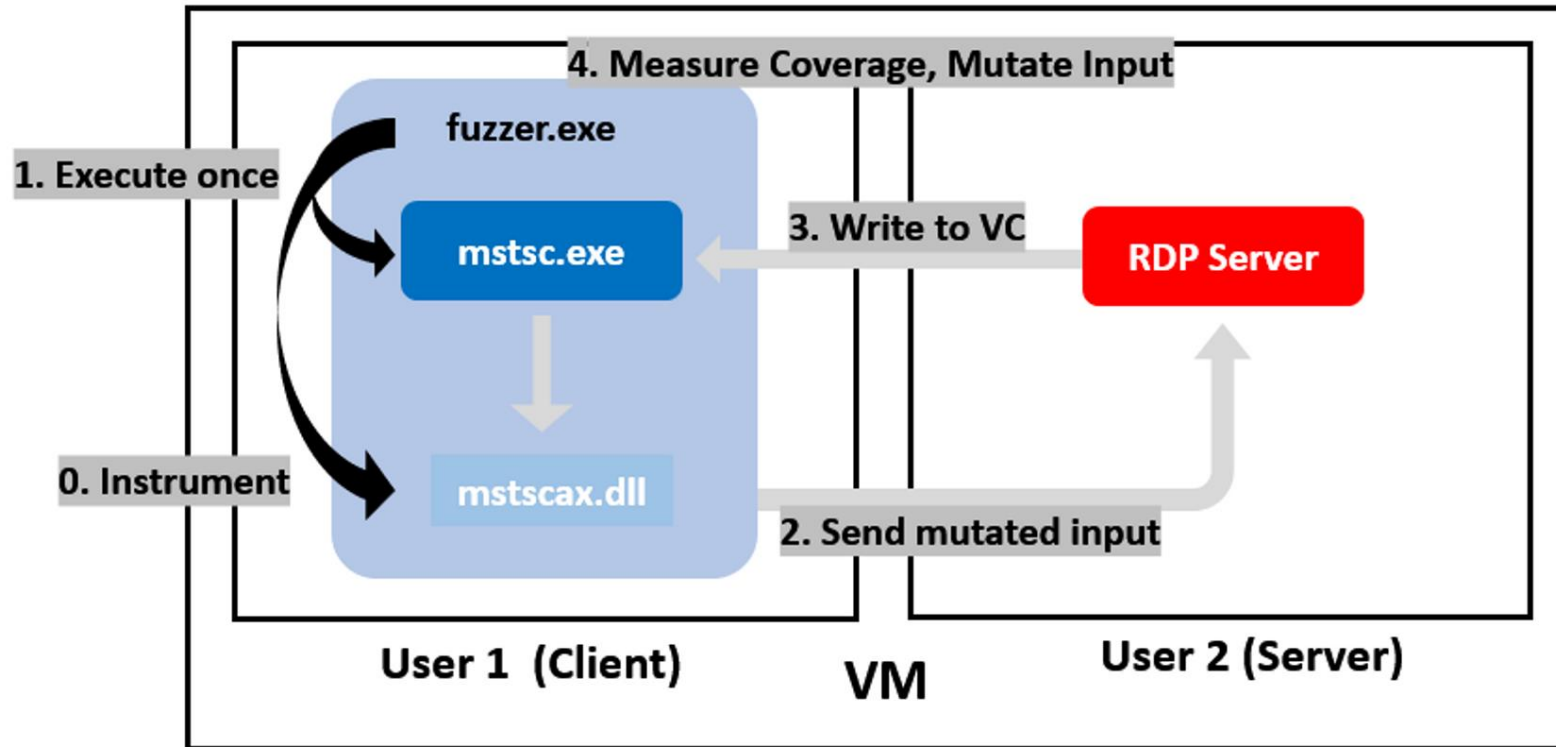 4. Measure Coverage, Mutate Input
fuzzer.exe
1. Execute once
mstsc.exe
3. Write to VC
RDP Server
0. Instrument
mstscax.dll
2. Send mutated input
User 1 (Client)
VM
User 2 (Server)